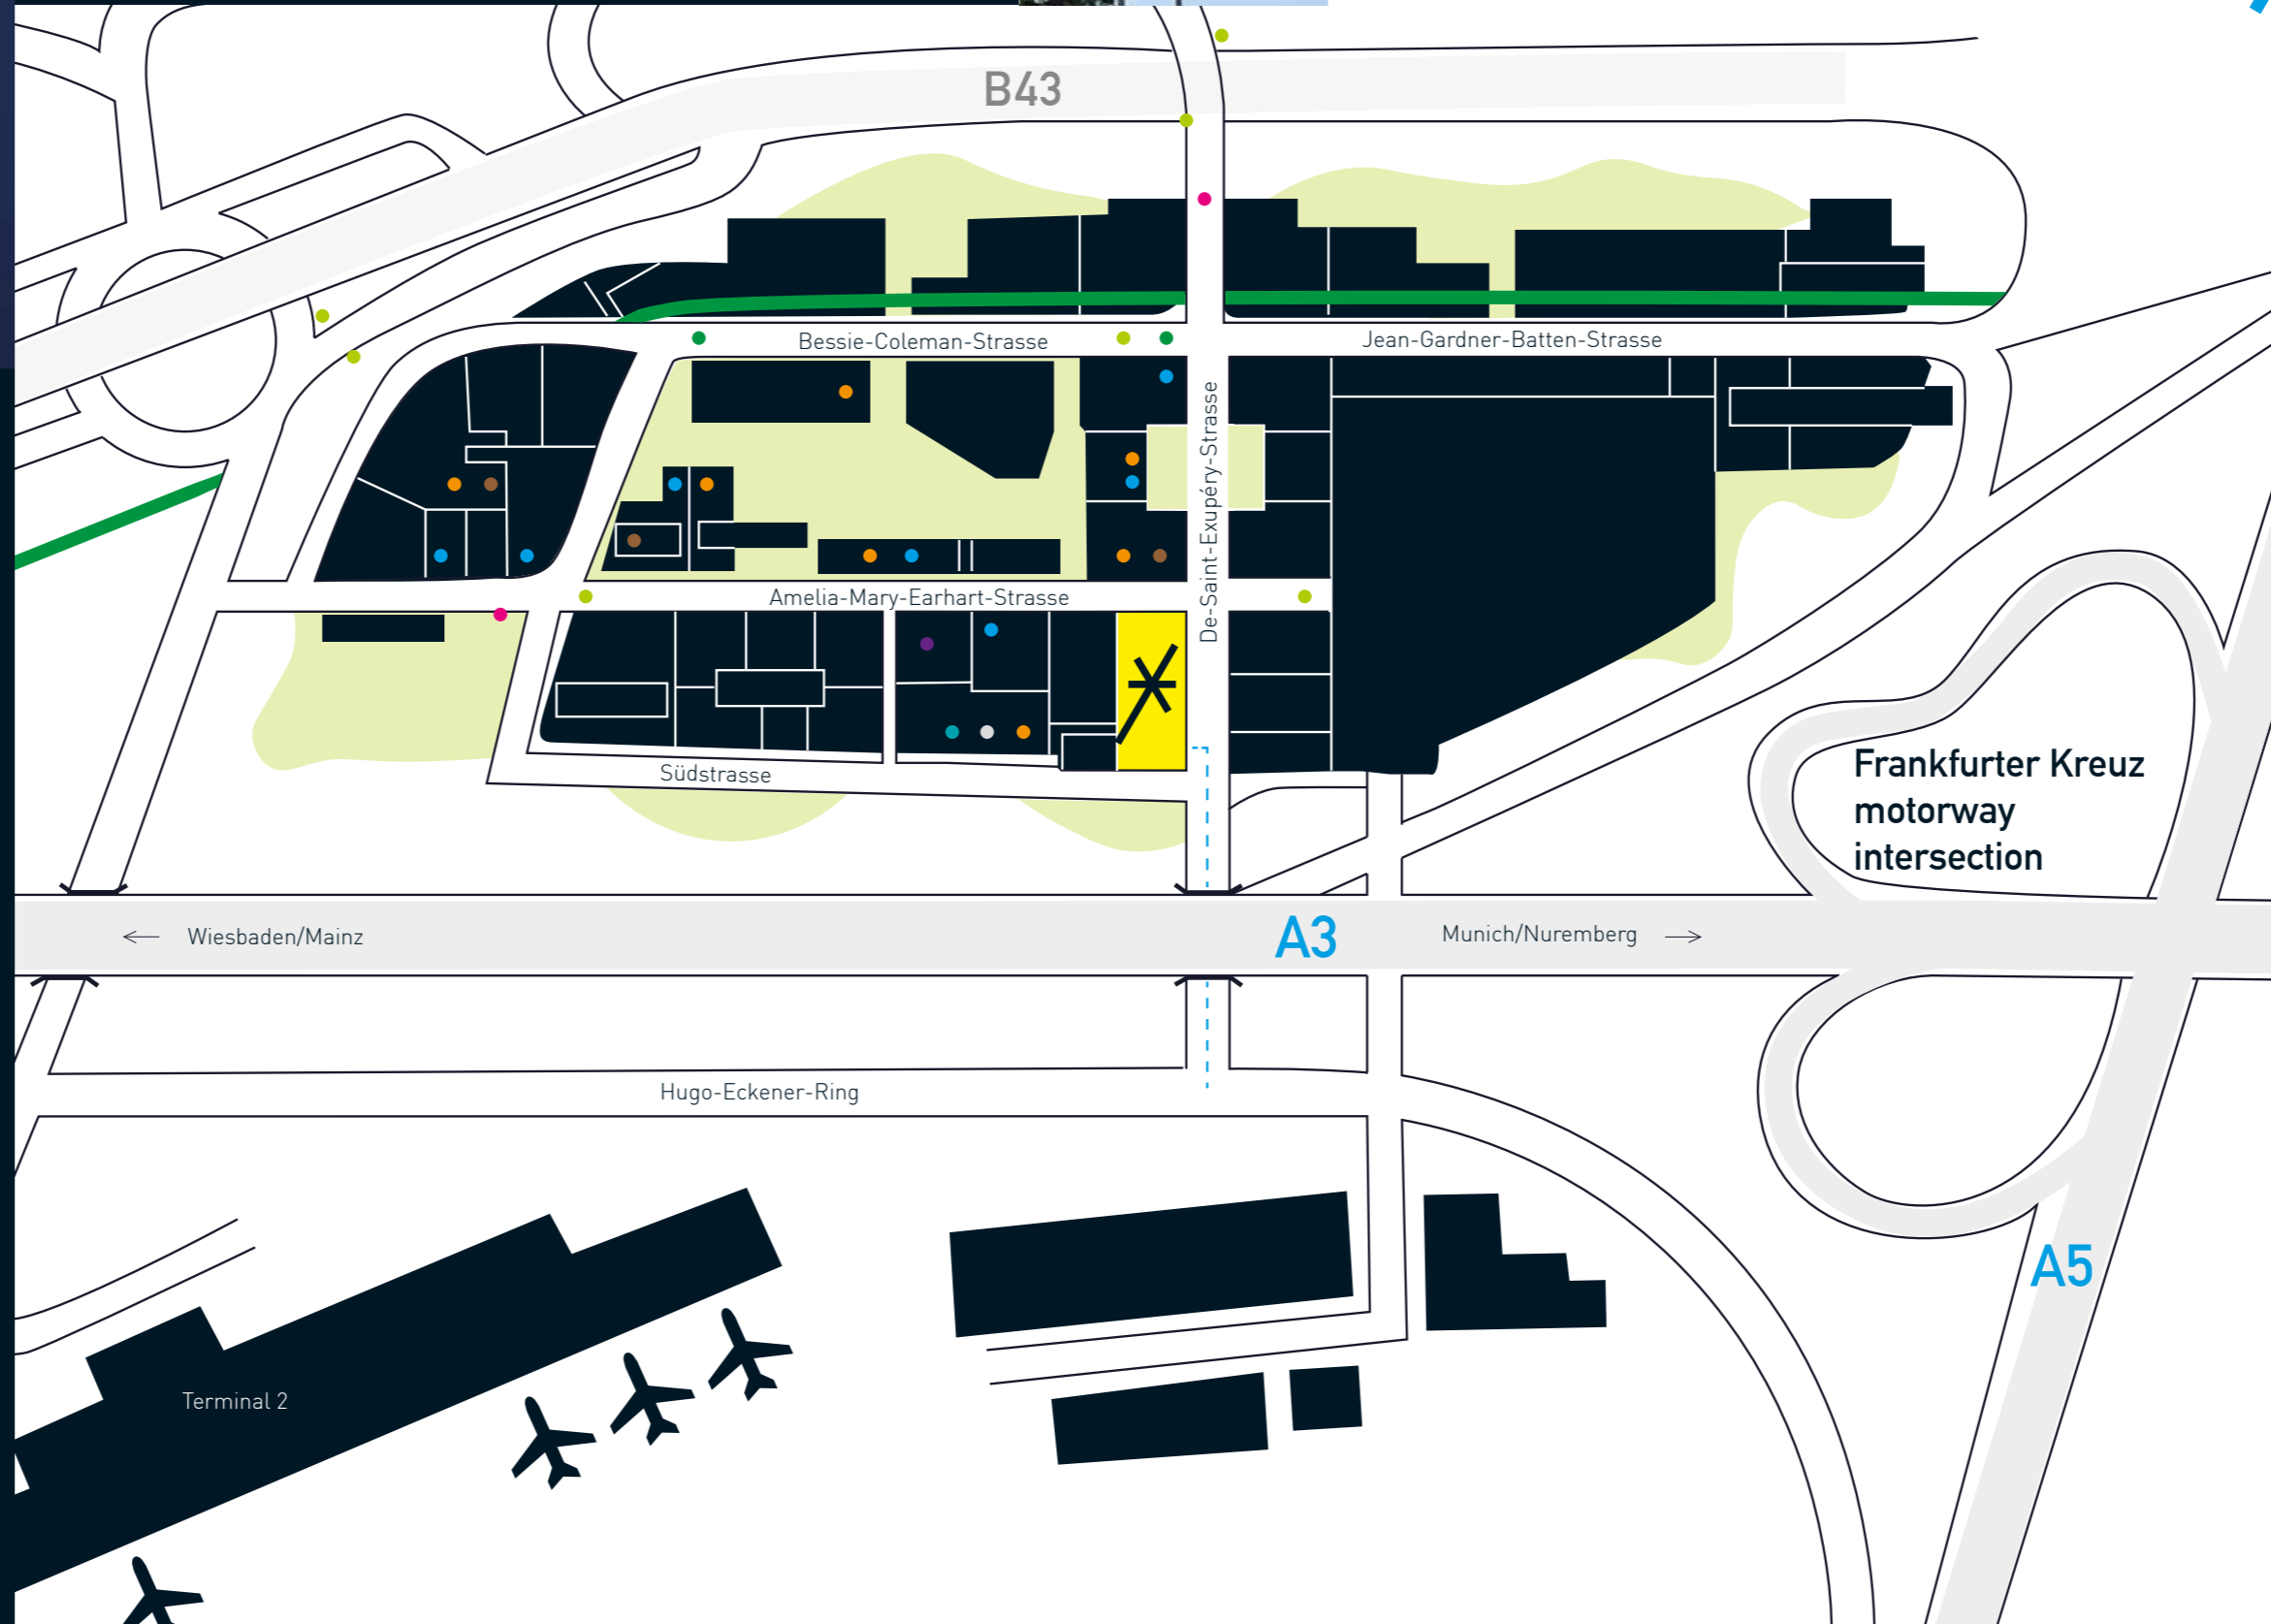 B43
Bessie-Coleman-Strasse
Jean-Gardner-Batten-Strasse
De-Saint-Exupéry-Strasse
Amelia-Mary-Earhart-Strasse
Südstrasse
Frankfurter Kreuz
motorway
intersection
Wiesbaden/Mainz
A3
Munich/Nuremberg
Hugo-Eckener-Ring
A5
Terminal 2